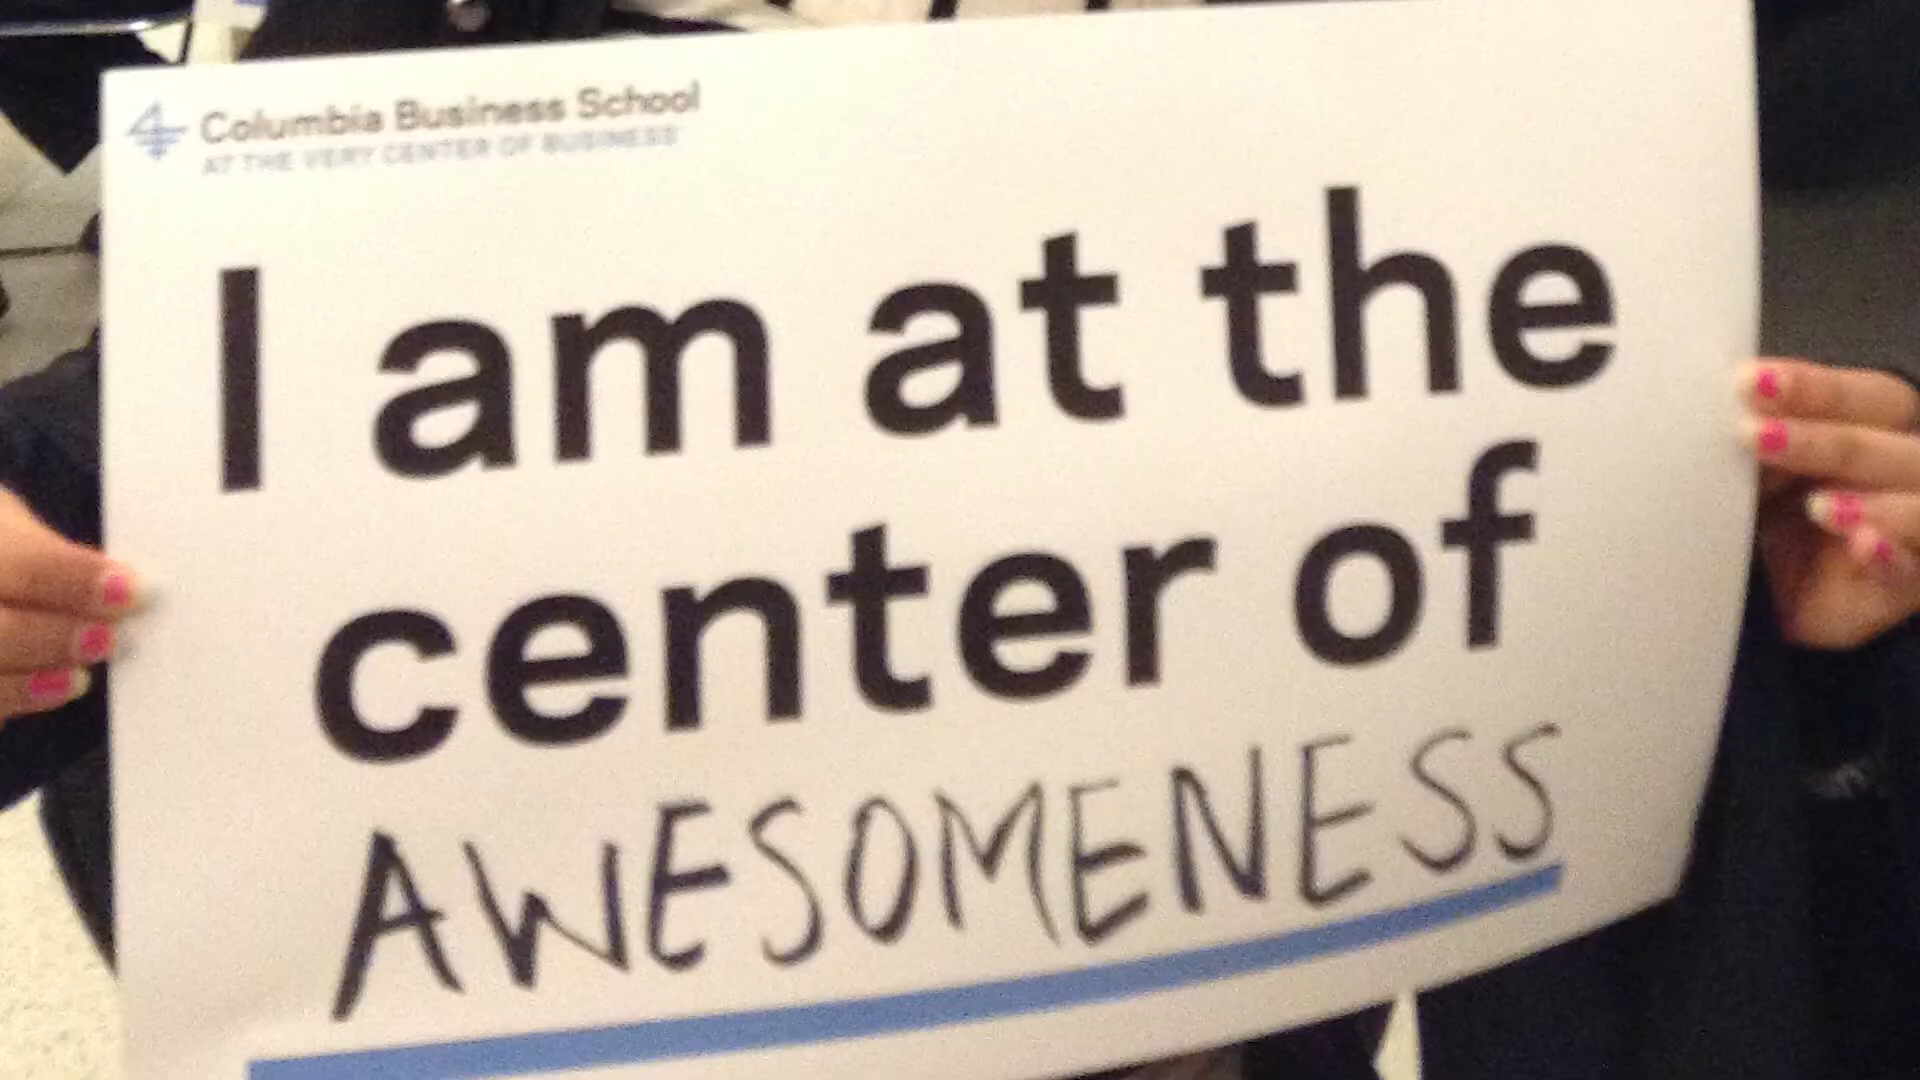 Columbia Business School
AT THE VERY CENTER OF BUSINESS
I am at the
center of
AWESOMENESS